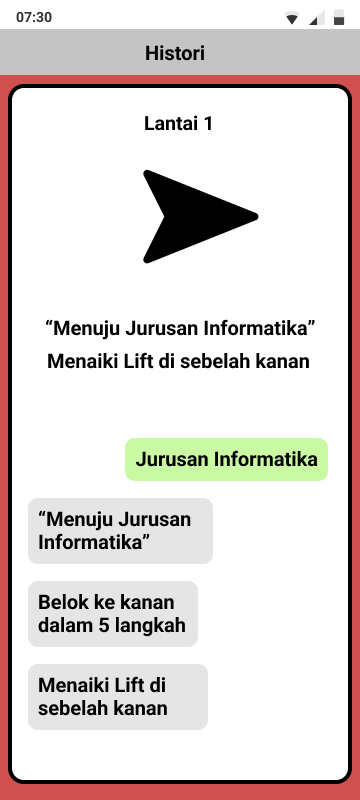 07:30
Histori
Lantai 1
“Menuju Jurusan Informatika”
Menaiki Lift di sebelah kanan
Jurusan Informatika
“Menuju Jurusan
Informatika”
Belok ke kanan
dalam 5 langkah
Menaiki Lift di
sebelah kanan